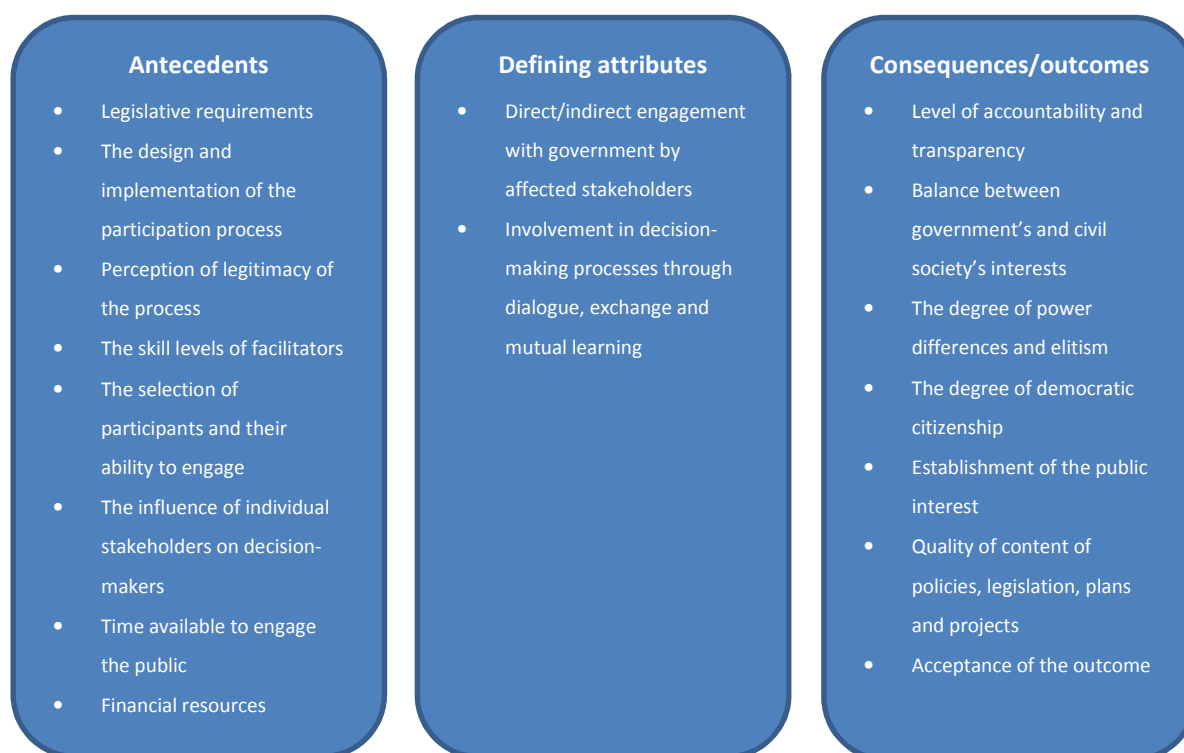 Antecedents
• Legislative requirements
• The design and
implementation of the
participation process
• Perception of legitimacy of
the process
• The skill levels of facilitators
• The selection of
participants and their
ability to engage
• The influence of individual
stakeholders on decision-
makers
• Time available to engage
the public
• Financial resources
Defining attributes
• Direct/indirect engagement
with government by
affected stakeholders
• Involvement in decision-
making processes through
dialogue, exchange and
mutual learning
Consequences/outcomes
• Level of accountability and
transparency
• Balance between
government’s and civil
society’s interests
• The degree of power
differences and elitism
• The degree of democratic
citizenship
• Establishment of the public
interest
• Quality of content of
policies, legislation, plans
and projects
• Acceptance of the outcome